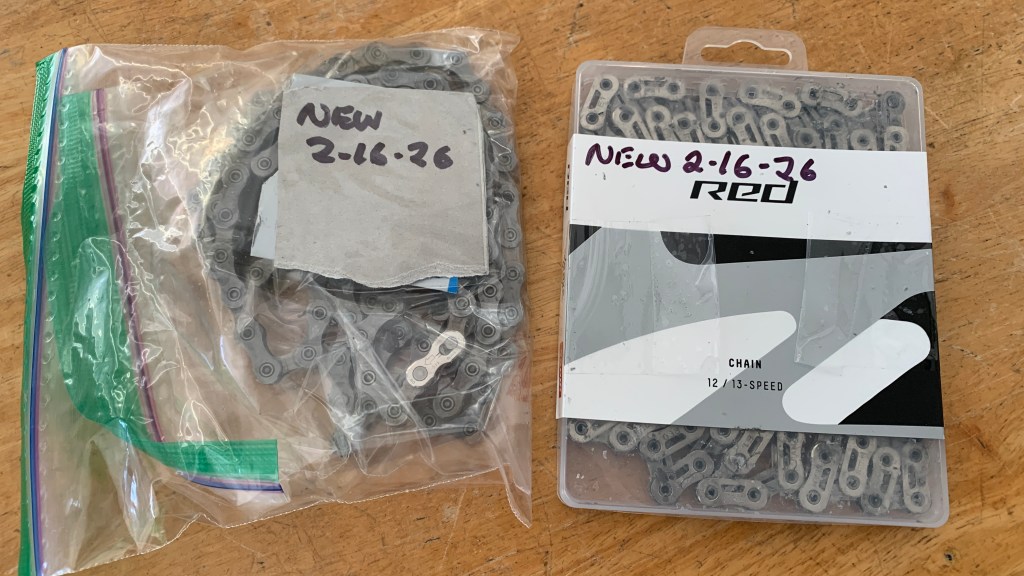 NEW
2-16-26
NEW 2-16-26
RED
CHAIN
12 / 13-SPEED